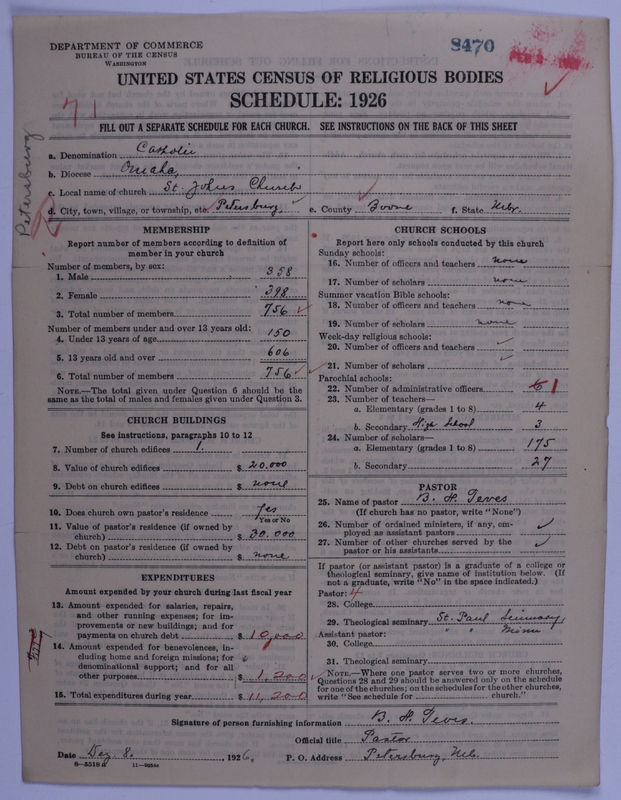 DEPARTMENT OF COMMERCE
BUREAU OF THE CENSUS
WASHINGTON
8470
UNITED STATES CENSUS OF RELIGIOUS BODIES
SCHEDULE: 1926
71
FILL OUT A SEPARATE SCHEDULE FOR EACH CHURCH. SEE INSTRUCTIONS ON THE BACK OF THIS SHEET
Petersburg
a. Denomination Catholic
b. Diocese Omaha,
c. Local name of church St. Johns Church
d. City, town, village, or township, etc. Petersburg, e. County Boone f. State Nebr.
MEMBERSHIP
Report number of members according to definition of
member in your church
Number of members, by sex:
1. Male 358
2. Female 398
3. Total number of members 756
Number of members under and over 13 years old:
4. Under 13 years of age 150
5. 13 years old and over 606
6. Total number of members 756
NOTE.—The total given under Question 6 should be the
same as the total of males and females given under Question 3.
CHURCH BUILDINGS
See instructions, paragraphs 10 to 12
7. Number of church edifices 1.
8. Value of church edifices $ 20.000
9. Debt on church edifices $ none
10. Does church own pastor's residence yes
Yes or No
11. Value of pastor's residence (if owned by
church) $ 30.000
12. Debt on pastor's residence (if owned by
church) $ none
EXPENDITURES
Amount expended by your church during last fiscal year
13. Amount expended for salaries, repairs,
and other running expenses; for im-
provements or new buildings; and for
payments on church debt $ 10,000
14. Amount expended for benevolences, in-
cluding home and foreign missions; for
denominational support; and for all
other purposes $ 1,200
15. Total expenditures during year $ 11,200
CHURCH SCHOOLS
Report here only schools conducted by this church
Sunday schools:
16. Number of officers and teachers none
17. Number of scholars none
Summer vacation Bible schools:
18. Number of officers and teachers none
19. Number of scholars none
Week-day religious schools:
20. Number of officers and teachers
21. Number of scholars
Parochial schools:
22. Number of administrative officers 1
23. Number of teachers—
a. Elementary (grades 1 to 8) 4
b. Secondary High School 3
24. Number of scholars—
a. Elementary (grades 1 to 8) 175
b. Secondary 27
PASTOR
25. Name of pastor B. H. Teves
(If church has no pastor, write "None")
26. Number of ordained ministers, if any, em-
ployed as assistant pastors
27. Number of other churches served by the
pastor or his assistants
If pastor (or assistant pastor) is a graduate of a college or
theological seminary, give name of institution below. (If
not a graduate, write "No" in the space indicated.)
Pastor: 4
28. College
29. Theological seminary St. Paul Seminary,
Assistant pastor: " " Minn
30. College
31. Theological seminary
NOTE.—Where one pastor serves two or more churches,
Questions 28 and 29 should be answered only on the schedule
for one of the churches; on the schedules for the other churches,
write "See schedule for church."
Signature of person furnishing information B. H. Teves.
Official title Pastor
Date Dez 8. 1926. P. O. Address Petersburg, Neb.
8—5518 a